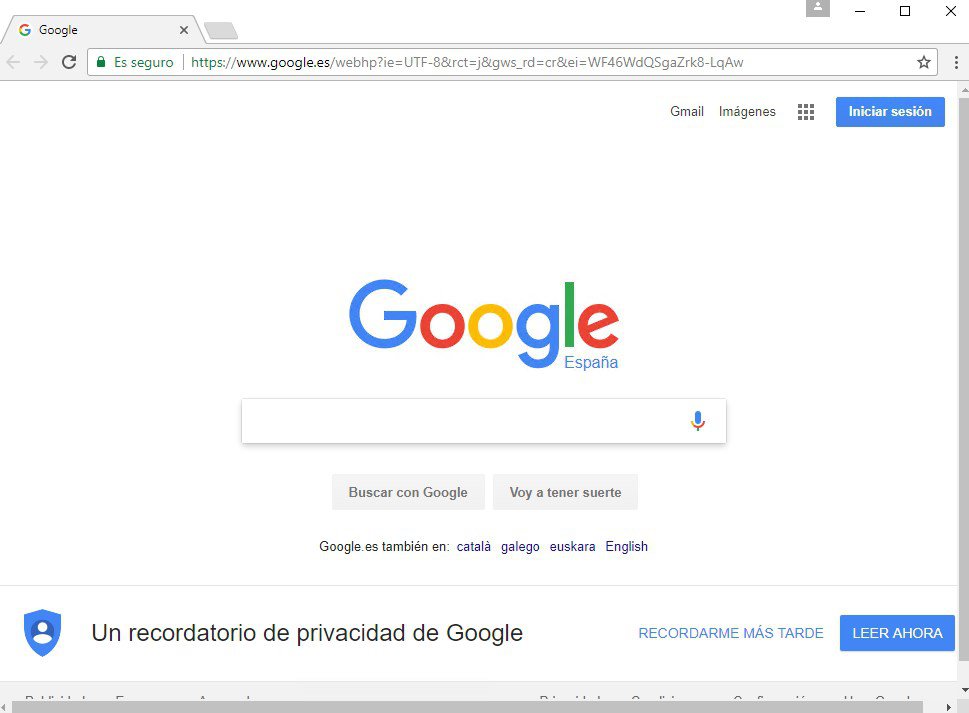 Google
Es seguro https://www.google.es/webhp?ie=UTF-8&rct=j&gws_rd=cr&ei=WF46WdQSgaZrk8-LqAw
Gmail Imágenes Iniciar sesión
Google
España
Buscar con Google Voy a tener suerte
Google.es también en: català galego euskara English
Un recordatorio de privacidad de Google RECORDARME MÁS TARDE LEER AHORA